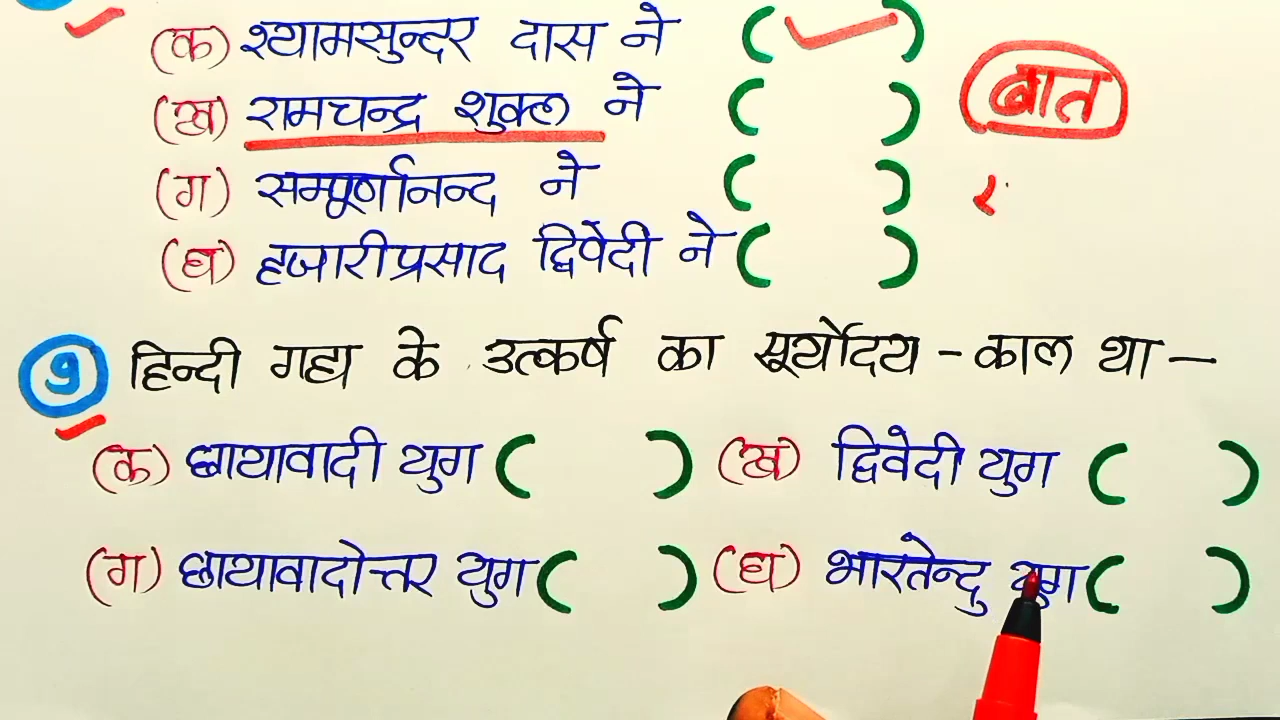 (क) श्यामसुन्दर दास ने ( ✓ )
(ख) रामचन्द्र शुक्ल ने ( )
बात
(ग) सम्पूर्णानन्द ने ( )
(घ) हजारीप्रसाद द्विवेदी ने ( )
9 हिन्दी गद्य के उत्कर्ष का सूर्योदय - काल था -
(क) छायावादी युग ( ) (ख) द्विवेदी युग ( )
(ग) छायावादोत्तर युग ( ) (घ) भारतेन्दु युग ( )